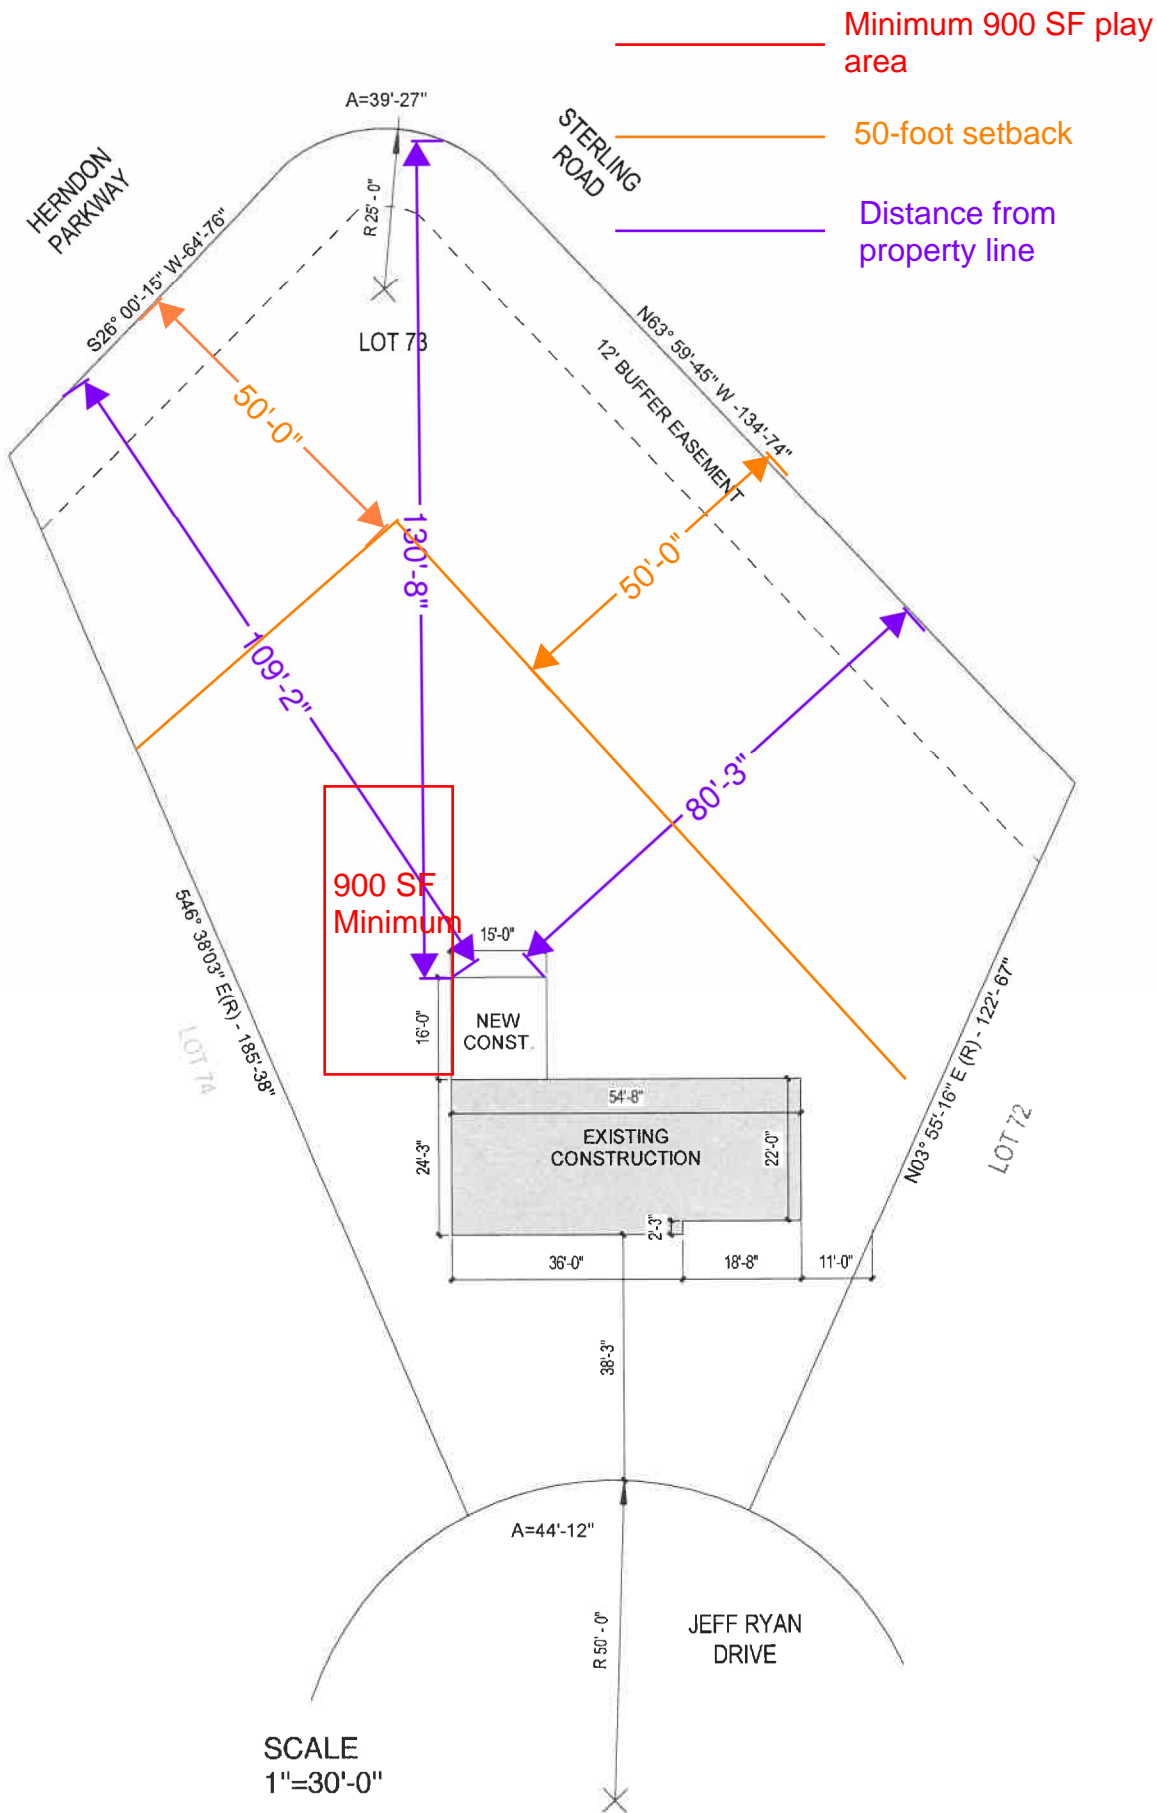 Minimum 900 SF play
area
50-foot setback
Distance from
property line
A=39'-27"
STERLING
ROAD
HERNDON
PARKWAY
R 25' - 0"
S26° 00'-15" W-64'-76"
LOT 73
N63° 59'-45" W -134'-74"
12' BUFFER EASEMENT
50'-0"
130'-8"
50'-0"
109'-2"
80'-3"
900 SF
Minimum
15'-0"
546° 38'03" E(R) - 185'-38"
LOT 74
16'-0"
NEW
CONST.
N03° 55'-16" E (R) - 122'- 67"
LOT 72
54'-8"
EXISTING
CONSTRUCTION
24'-3"
22'-0"
2'-3"
36'-0"
18'-8"
11'-0"
38'-3"
A=44'-12"
R 50' - 0"
JEFF RYAN
DRIVE
SCALE
1"=30'-0"